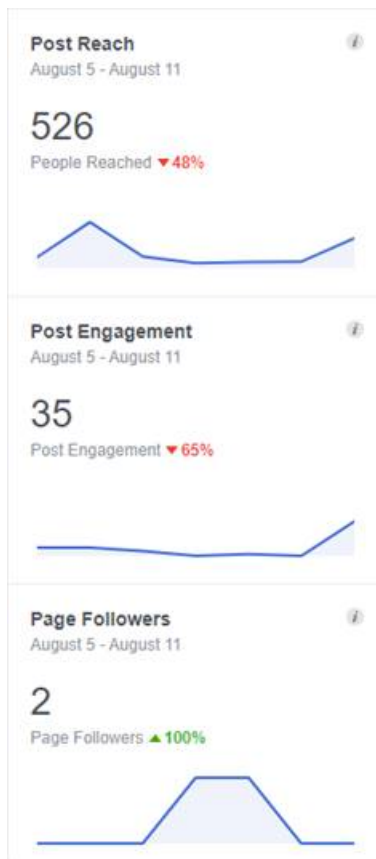 Post Reach
August 5 - August 11
526
People Reached ▼48%
Post Engagement
August 5 - August 11
35
Post Engagement ▼65%
Page Followers
August 5 - August 11
2
Page Followers ▲100%